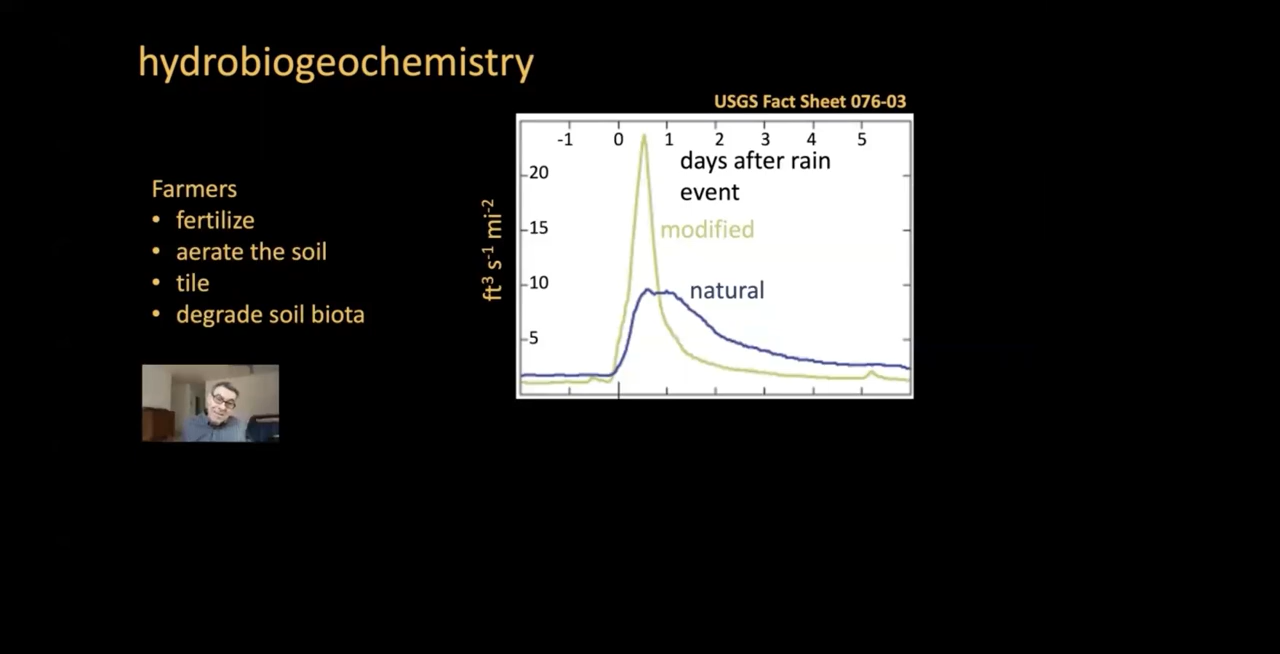 hydrobiogeochemistry
USGS Fact Sheet 076-03
Farmers
• fertilize
• aerate the soil
• tile
• degrade soil biota
-1 0 1 2 3 4 5
days after rain
event
20
15
10
5
ft³ s⁻¹ mi⁻²
modified
natural